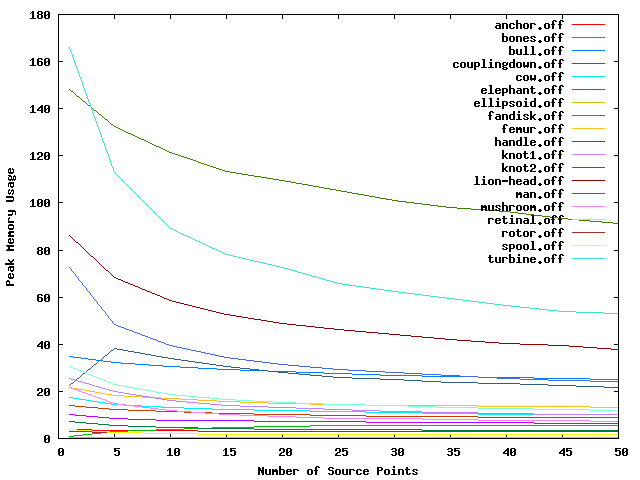 180
160
140
120
100
80
60
40
20
0
Peak Memory Usage
anchor.off
bones.off
bull.off
couplingdown.off
cow.off
elephant.off
ellipsoid.off
fandisk.off
femur.off
handle.off
knot1.off
knot2.off
lion-head.off
man.off
mushroom.off
retinal.off
rotor.off
spool.off
turbine.off
0 5 10 15 20 25 30 35 40 45 50
Number of Source Points